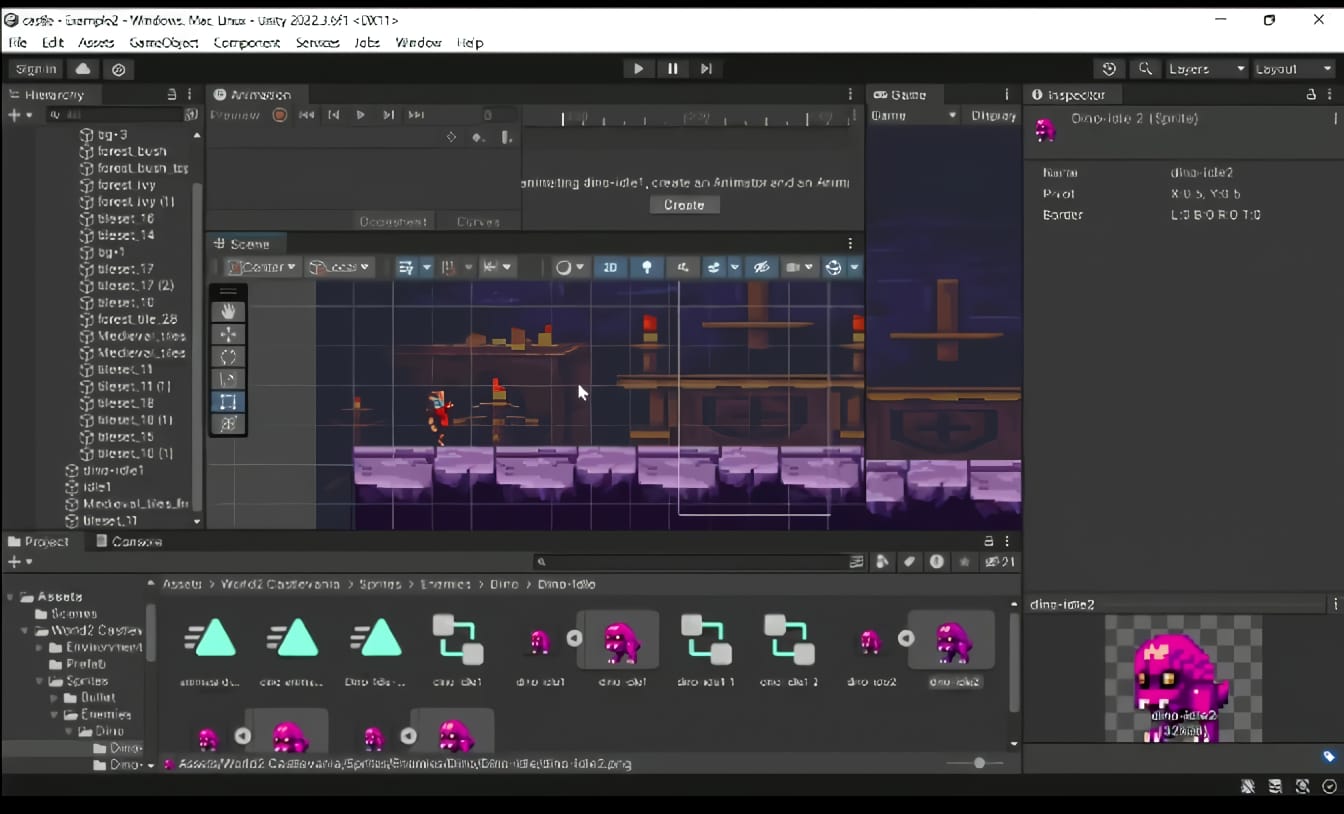 castle - Example2 - Windows, Mac, Linux - Unity 2022.3.6f1 <DX11>
File Edit Assets GameObject Component Services Jobs Window Help
Sign in
Layers Layout
Hierarchy
Animation
Game
Inspector
All
Preview
0
Game Display
Dino-Idle 2 (Sprite)
bg-3
forest_bush
forest_bush_toy
forest_ivy
forest_ivy (1)
tileset_16
tileset_14
bg-1
tileset_17
tileset_17 (2)
tileset_10
forest_tile_28
Medieval_tiles
Medieval_tiles
tileset_11
tileset_11 (1)
tileset_18
tileset_10 (1)
tileset_15
tileset_10 (1)
dino-idle1
idle1
Medieval_tiles_fr
tileset_11
animating dino-idle1, create an Animator and an Anim
Create
Dopesheet Curves
Name dino-idle2
Pivot X:0.5, Y:0.5
Border L:0 B:0 R:0 T:0
Scene
Center Local 2D
Project Console
21
Assets > World2 Castlevania > Sprites > Enemies > Dino > Dino-Idle
Assets
Scenes
World2 Castlev
Environment
Prefab
Sprites
Bullet
Enemies
Dino
Dino-
Dino-
Dino Idle-... dino idle1 dino idle1 dino idle1 dino idle1 1 dino idle1 2 dino idle2 dino idle2
Assets/World2 Castlevania/Sprites/Enemies/Dino/Dino-Idle/dino-idle2.png
dino-idle2
dino-idle2